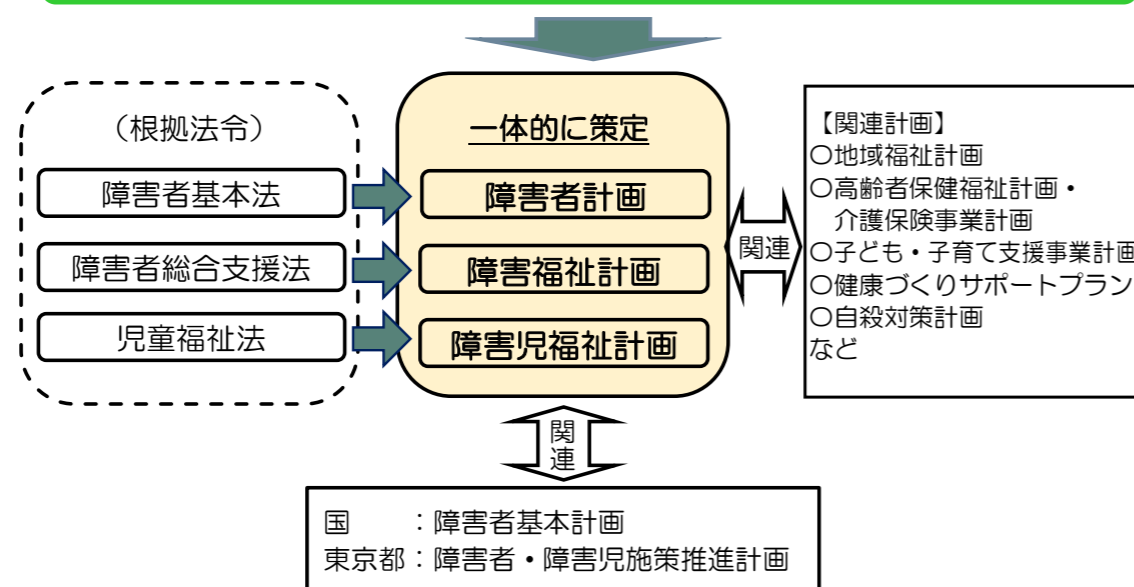 （根拠法令）
障害者基本法
障害者総合支援法
児童福祉法
一体的に策定
障害者計画
障害福祉計画
障害児福祉計画
関連
【関連計画】
〇地域福祉計画
〇高齢者保健福祉計画・
介護保険事業計画
〇子ども・子育て支援事業計画
〇健康づくりサポートプラン
〇自殺対策計画
など
関連
国　　：障害者基本計画
東京都：障害者・障害児施策推進計画